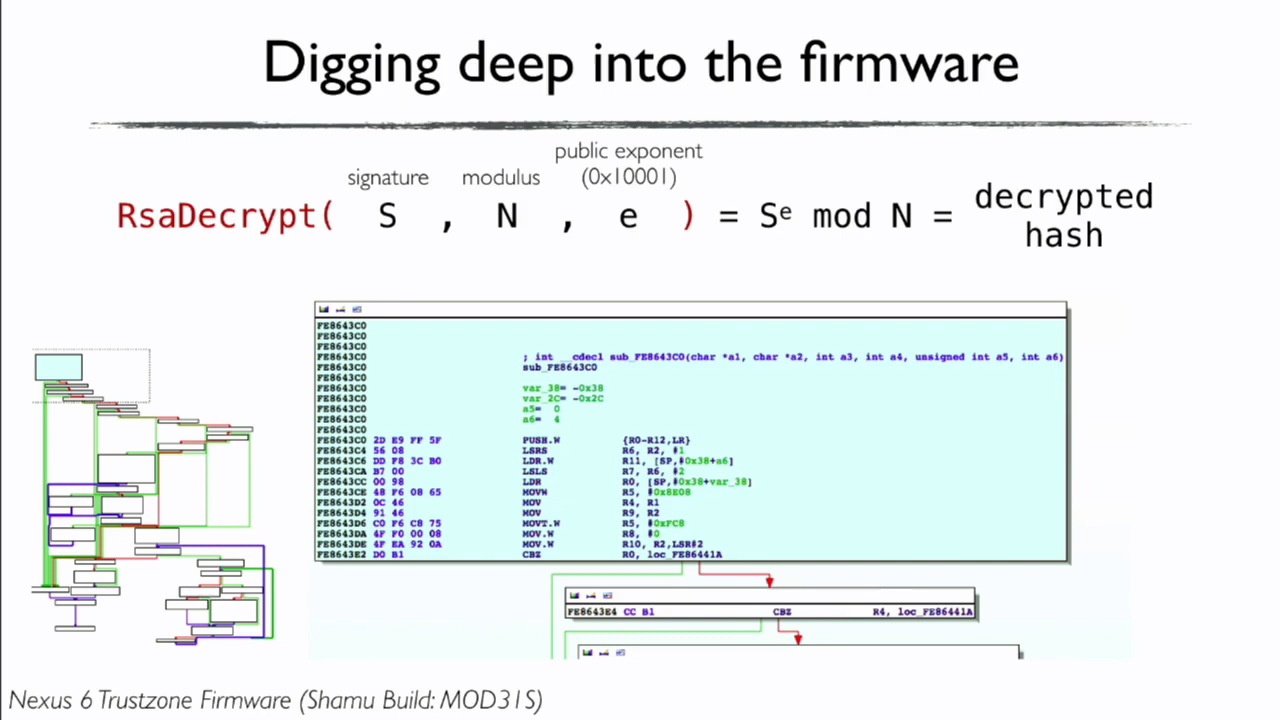 Digging deep into the firmware
public exponent
signature modulus (0x10001)
RsaDecrypt( S , N , e ) = Sᵉ mod N = decrypted hash
FE8643C0
FE8643C0
FE8643C0
FE8643C0 ; int __cdecl sub_FE8643C0(char *a1, char *a2, int a3, int a4, unsigned int a5, int a6)
FE8643C0 sub_FE8643C0
FE8643C0
FE8643C0 var_38= -0x38
FE8643C0 var_2C= -0x2C
FE8643C0 a5= 0
FE8643C0 a6= 4
FE8643C0
FE8643C0 2D E9 FF 5F PUSH.W {R0-R12,LR}
FE8643C4 56 08 LSRS R6, R2, #1
FE8643C6 DD F8 3C B0 LDR.W R11, [SP,#0x38+a6]
FE8643CA B7 00 LSLS R7, R6, #2
FE8643CC 00 98 LDR R0, [SP,#0x38+var_38]
FE8643CE 48 F6 08 65 MOVW R5, #0x8E08
FE8643D2 0C 46 MOV R4, R1
FE8643D4 91 46 MOV R9, R2
FE8643D6 C0 F6 C8 75 MOVT.W R5, #0xFC8
FE8643DA 4F F0 00 08 MOV.W R8, #0
FE8643DE 4F EA 92 0A MOV.W R10, R2,LSR#2
FE8643E2 D0 B1 CBZ R0, loc_FE86441A
FE8643E4 CC B1 CBZ R4, loc_FE86441A
Nexus 6 Trustzone Firmware (Shamu Build: MOD31S)